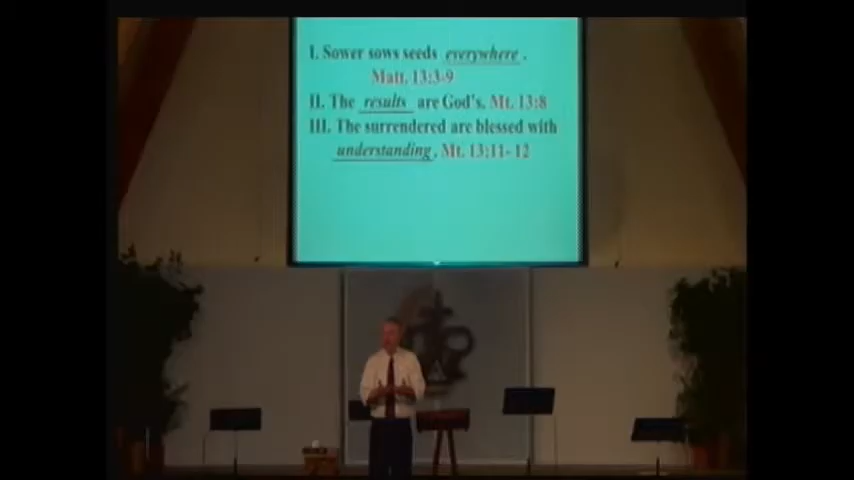 I. Sower sows seeds everywhere.
Matt. 13:3-9
II. The results are God's. Mt. 13:8
III. The surrendered are blessed with
understanding. Mt. 13:11-12